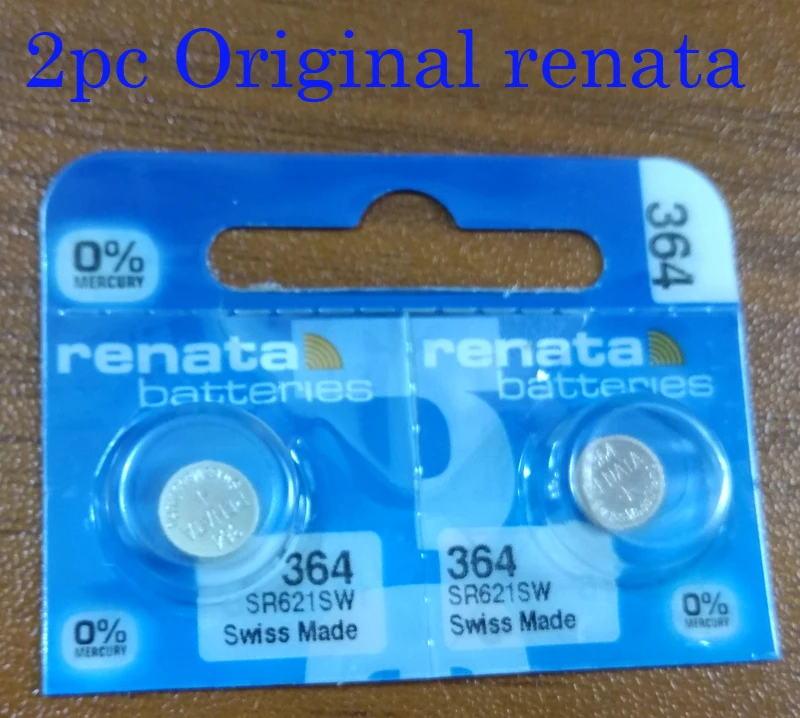 2pc Original renata
0%
MERCURY
364
renata
batteries
renata
batteries
364
SR621SW
Swiss Made
364
SR621SW
Swiss Made
0%
MERCURY
0%
MERCURY